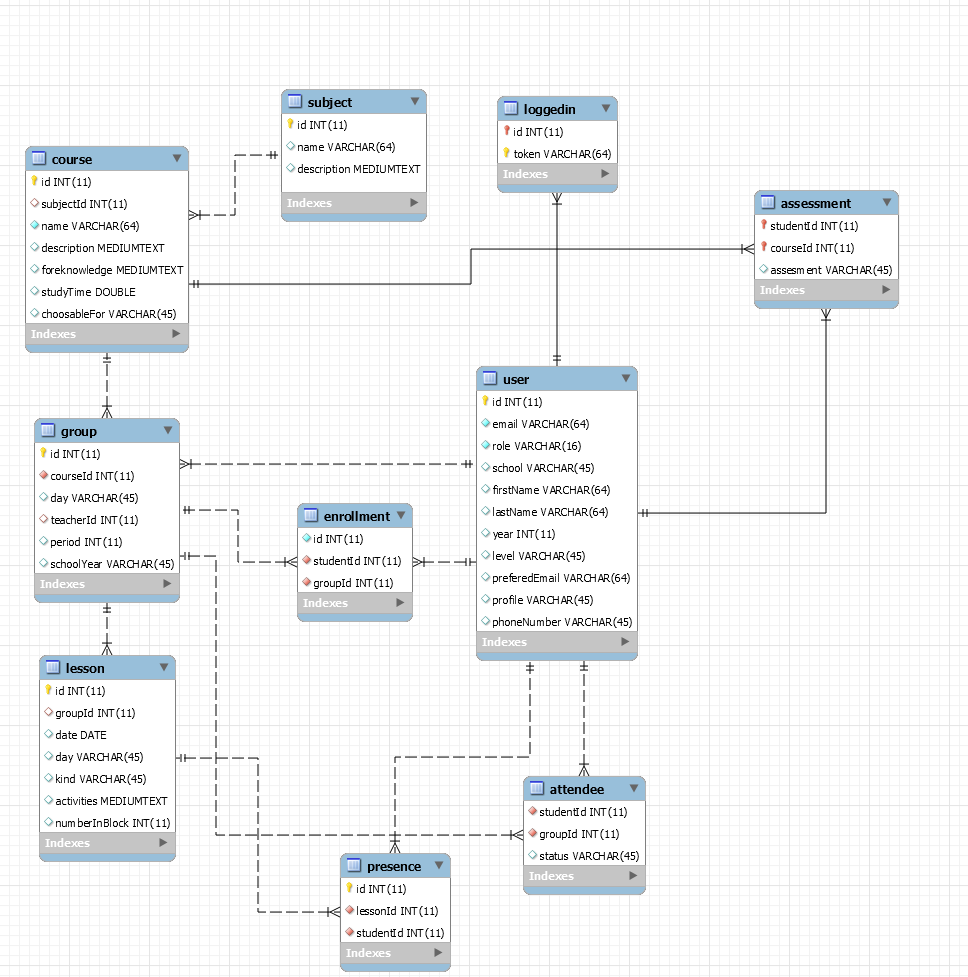 subject
id INT(11)
name VARCHAR(64)
description MEDIUMTEXT
Indexes
loggedin
id INT(11)
token VARCHAR(64)
Indexes
course
id INT(11)
subjectId INT(11)
name VARCHAR(64)
description MEDIUMTEXT
foreknowledge MEDIUMTEXT
studyTime DOUBLE
choosableFor VARCHAR(45)
Indexes
assessment
studentId INT(11)
courseId INT(11)
assesment VARCHAR(45)
Indexes
user
id INT(11)
email VARCHAR(64)
role VARCHAR(16)
school VARCHAR(45)
firstName VARCHAR(64)
lastName VARCHAR(64)
year INT(11)
level VARCHAR(45)
preferedEmail VARCHAR(64)
profile VARCHAR(45)
phoneNumber VARCHAR(45)
Indexes
group
id INT(11)
courseId INT(11)
day VARCHAR(45)
teacherId INT(11)
period INT(11)
schoolYear VARCHAR(45)
Indexes
enrollment
id INT(11)
studentId INT(11)
groupId INT(11)
Indexes
lesson
id INT(11)
groupId INT(11)
date DATE
day VARCHAR(45)
kind VARCHAR(45)
activities MEDIUMTEXT
numberInBlock INT(11)
Indexes
attendee
studentId INT(11)
groupId INT(11)
status VARCHAR(45)
Indexes
presence
id INT(11)
lessonId INT(11)
studentId INT(11)
Indexes